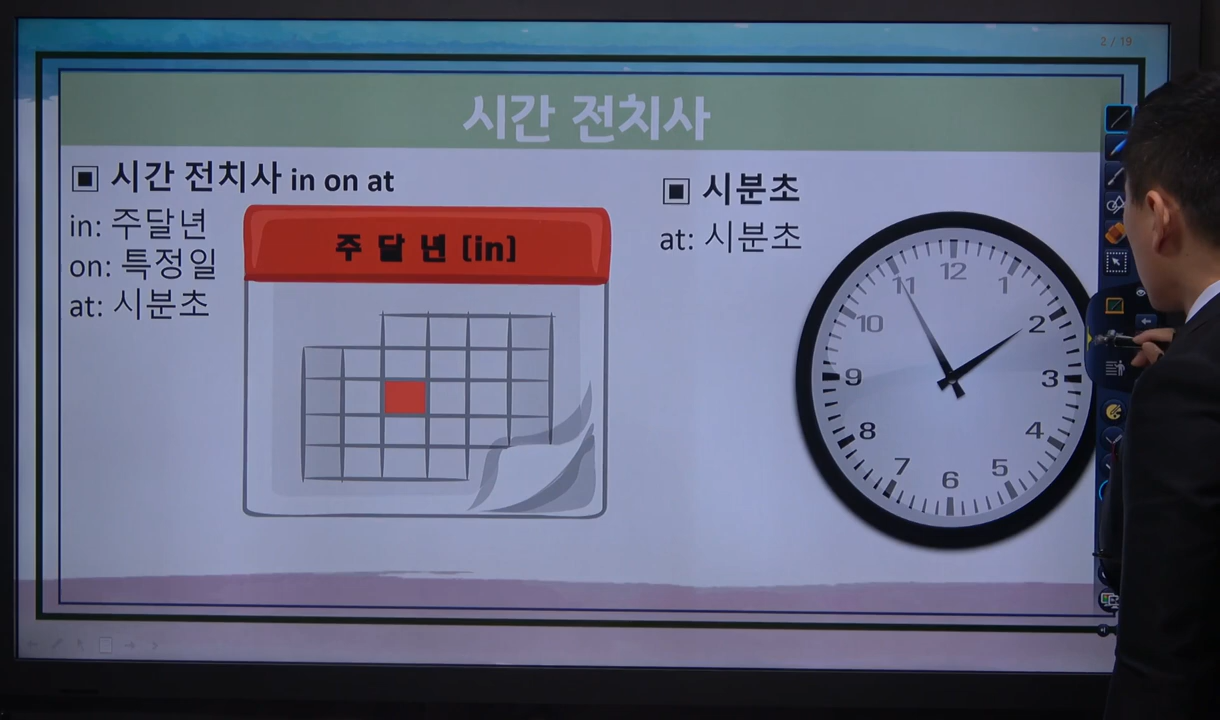 2 / 19
시간 전치사
▣ 시간 전치사 in on at
in: 주달년
on: 특정일
at: 시분초
주 달 년 [in]
▣ 시분초
at: 시분초
12
1
2
3
4
5
6
7
8
9
10
11